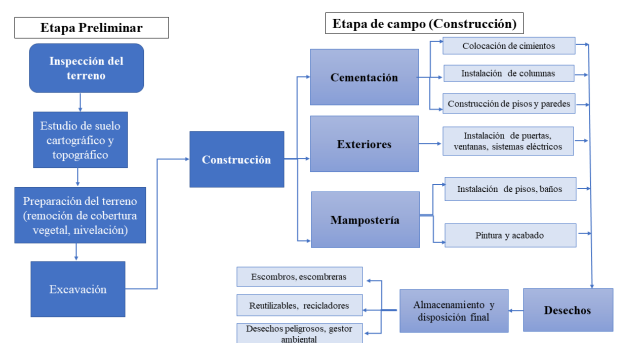 Etapa Preliminar
Inspección del
terreno
Estudio de suelo
cartográfico y
topográfico
Preparación del terreno
(remoción de cobertura
vegetal, nivelación)
Excavación
Construcción
Etapa de campo (Construcción)
Cementación
Colocación de cimientos
Instalación de columnas
Construcción de pisos y paredes
Exteriores
Instalación de puertas,
ventanas, sistemas eléctricos
Mampostería
Instalación de pisos, baños
Pintura y acabado
Desechos
Almacenamiento y
disposición final
Escombros, escombreras
Reutilizables, recicladores
Desechos peligrosos, gestor
ambiental